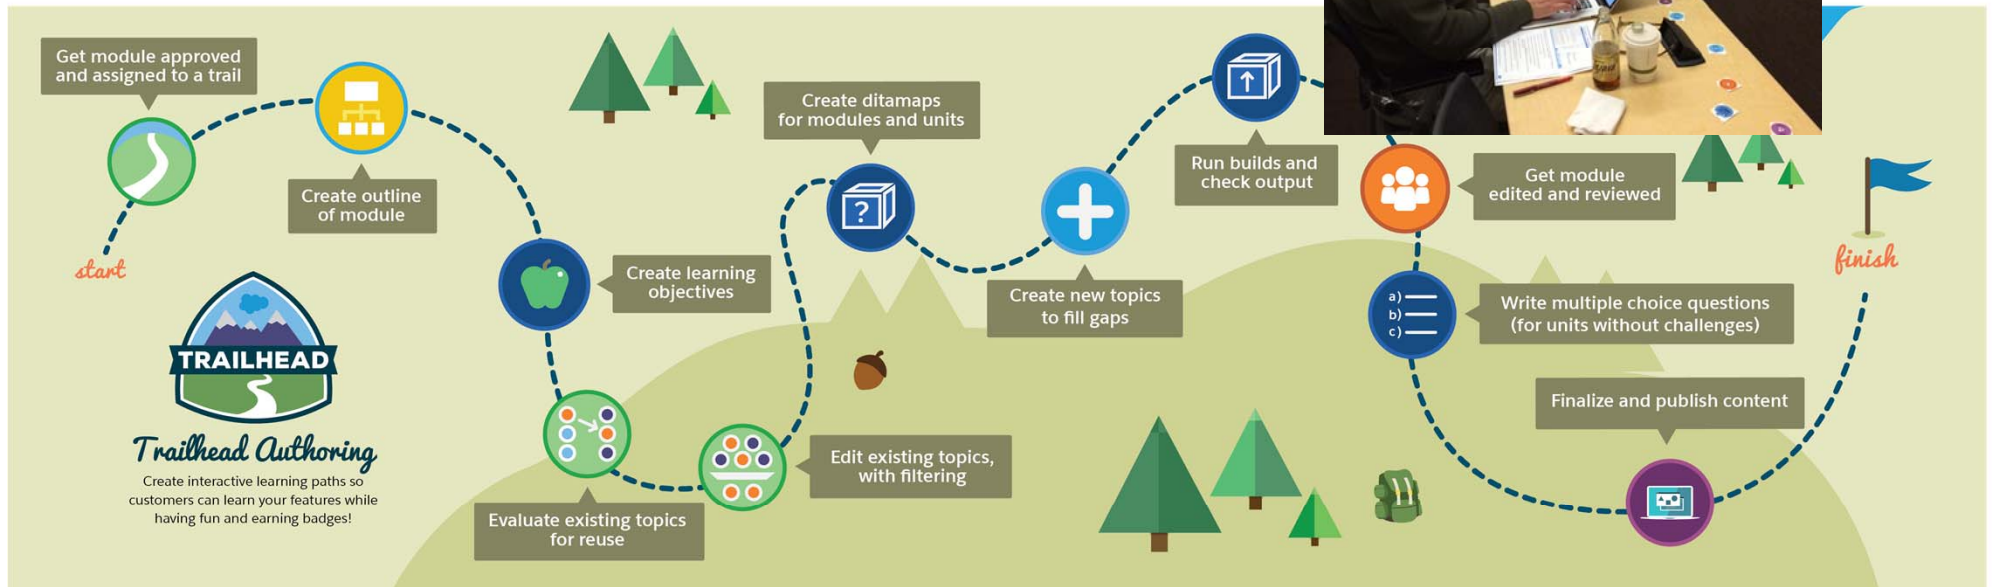 Get module approved
and assigned to a trail
start
Create outline
of module
Create learning
objectives
Evaluate existing topics
for reuse
Edit existing topics,
with filtering
Create ditamaps
for modules and units
?
Create new topics
to fill gaps
Run builds and
check output
Get module
edited and reviewed
a)
b)
c)
Write multiple choice questions
(for units without challenges)
Finalize and publish content
finish
TRAILHEAD
Trailhead Authoring
Create interactive learning paths so
customers can learn your features while
having fun and earning badges!